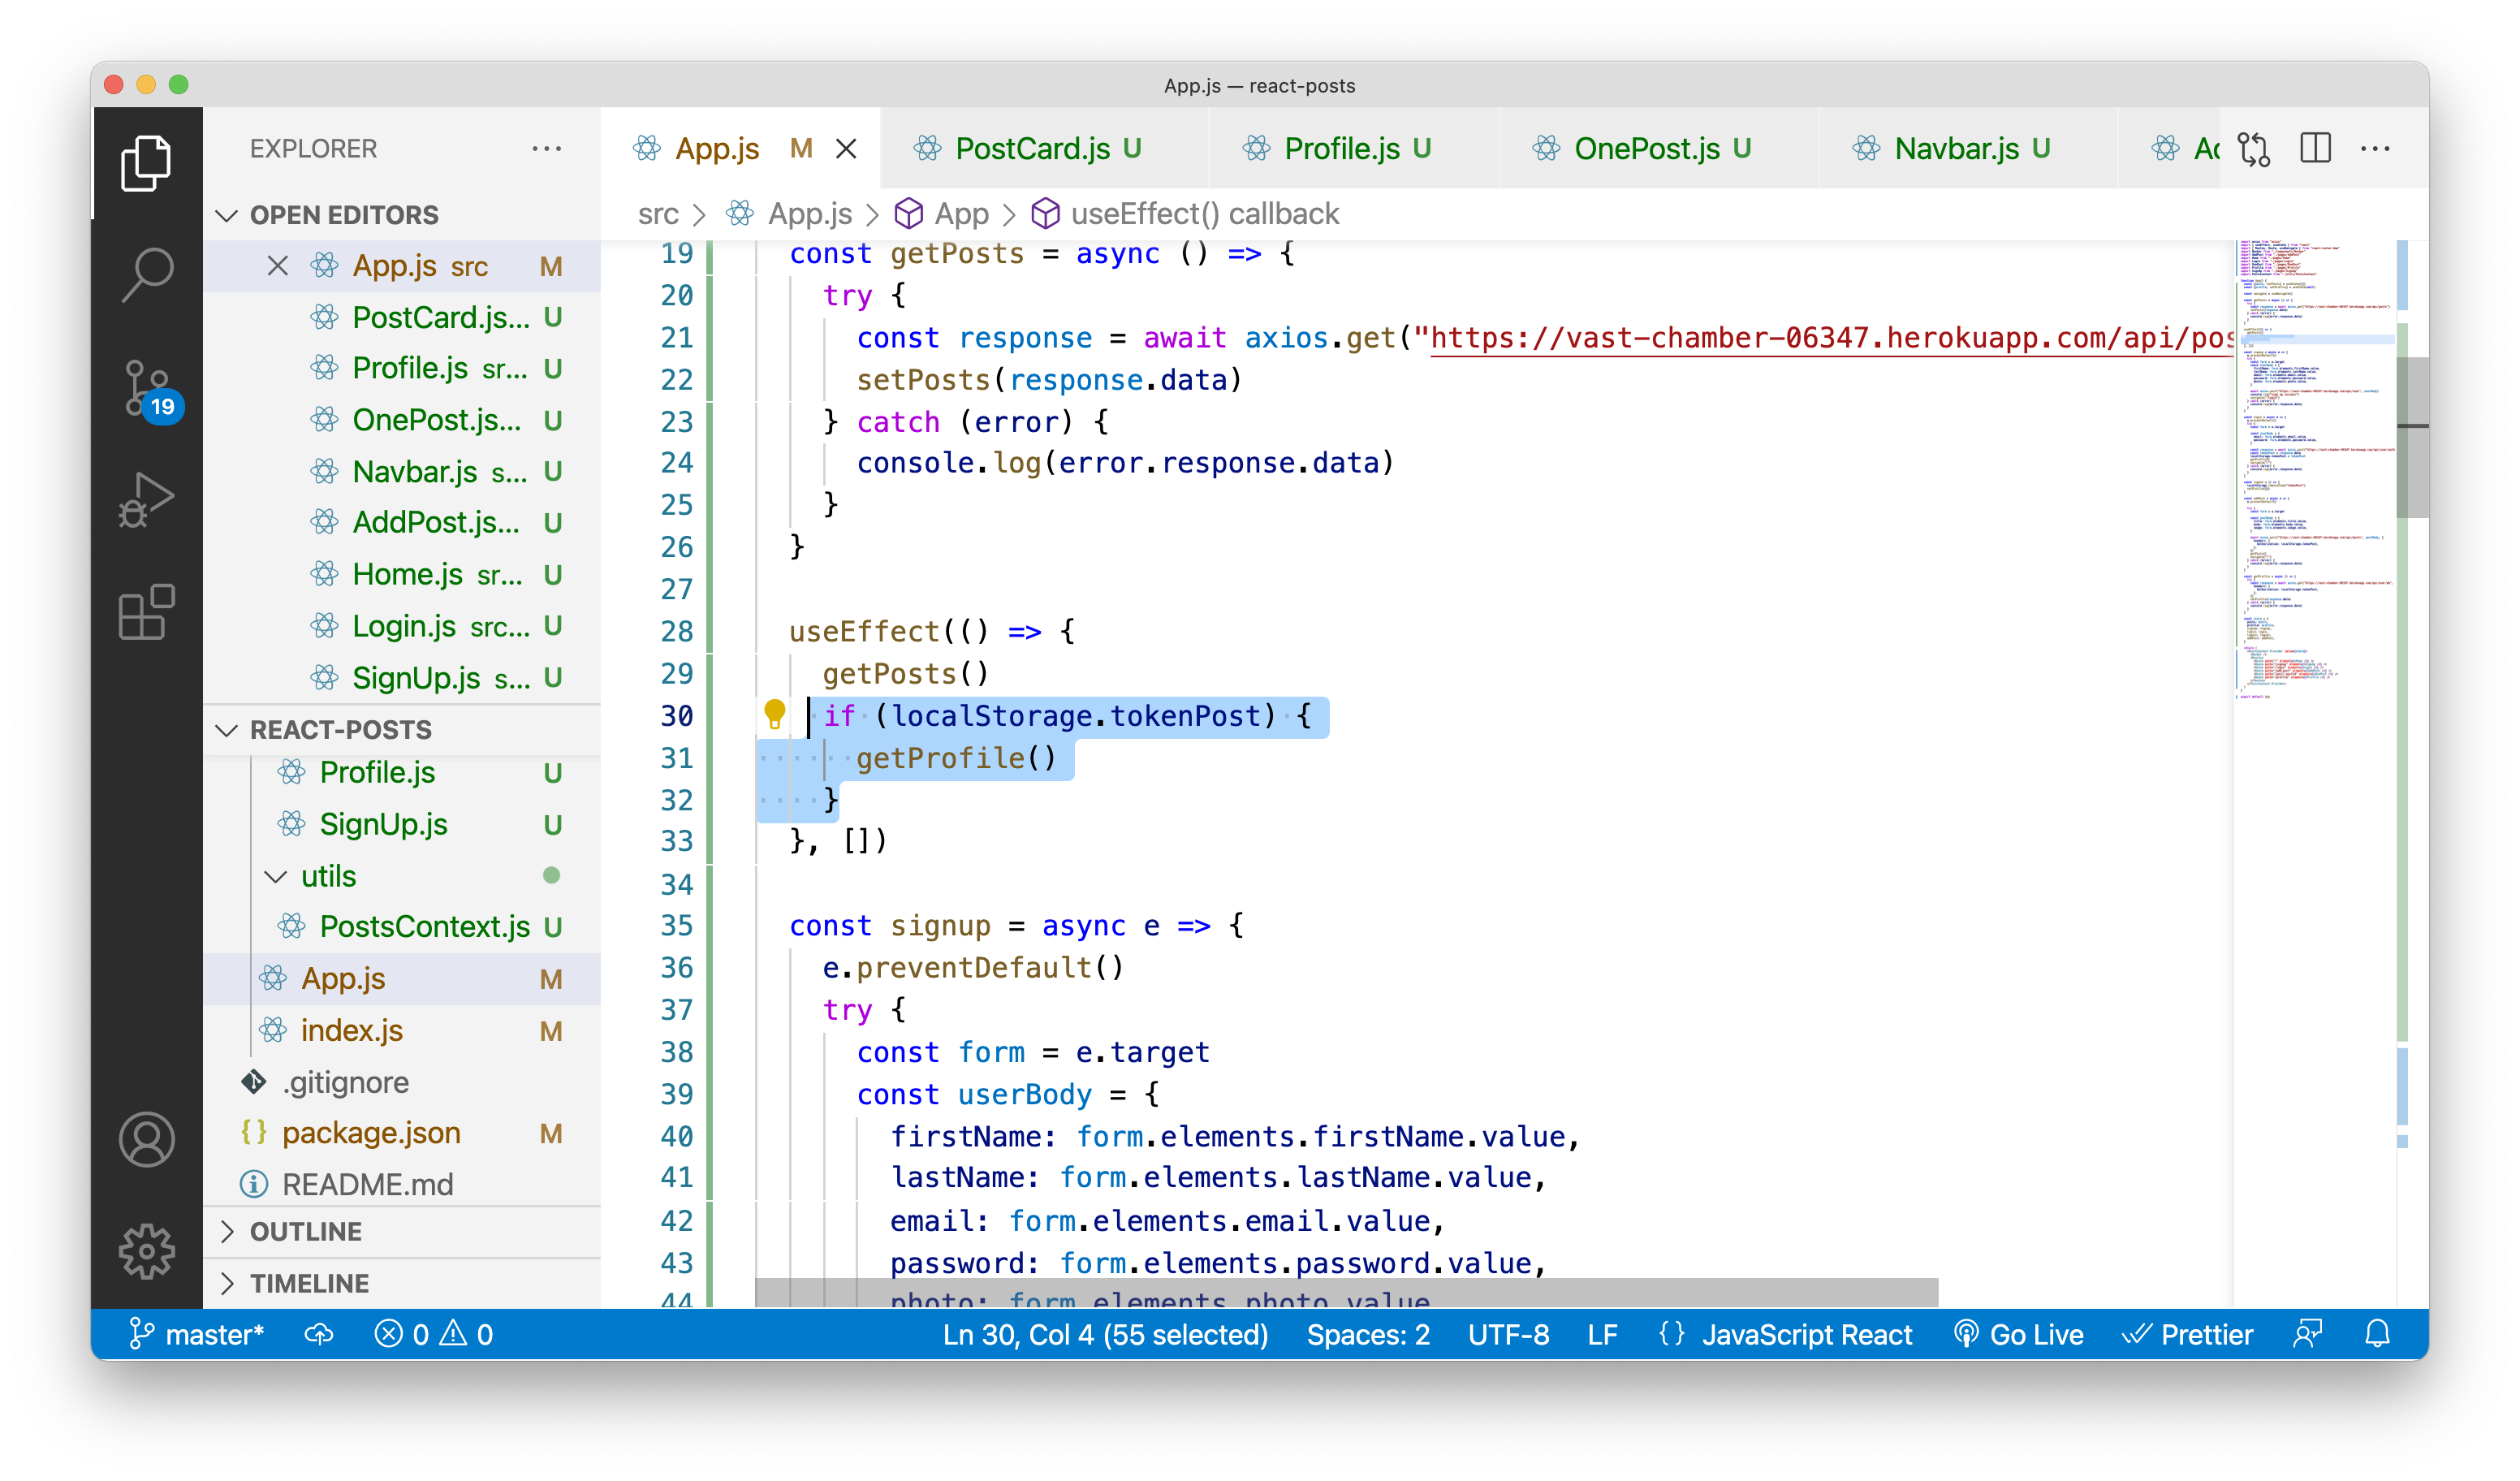 App.js — react-posts
EXPLORER
App.js M
PostCard.js U
Profile.js U
OnePost.js U
Navbar.js U
src > App.js > App > useEffect() callback
OPEN EDITORS
App.js src M
PostCard.js... U
Profile.js sr... U
OnePost.js... U
Navbar.js s... U
AddPost.js... U
Home.js sr... U
Login.js src... U
SignUp.js s... U
REACT-POSTS
Profile.js U
SignUp.js U
utils
PostsContext.js U
App.js M
index.js M
.gitignore
{} package.json M
README.md
OUTLINE
TIMELINE
19
19 const getPosts = async () => {
20 try {
21 const response = await axios.get("https://vast-chamber-06347.herokuapp.com/api/pos
22 setPosts(response.data)
23 } catch (error) {
24 console.log(error.response.data)
25 }
26 }
27
28 useEffect(() => {
29 getPosts()
30 if (localStorage.tokenPost) {
31 getProfile()
32 }
33 }, [])
34
35 const signup = async e => {
36 e.preventDefault()
37 try {
38 const form = e.target
39 const userBody = {
40 firstName: form.elements.firstName.value,
41 lastName: form.elements.lastName.value,
42 email: form.elements.email.value,
43 password: form.elements.password.value,
44 photo: form.elements.photo.value
master* 0 0 Ln 30, Col 4 (55 selected) Spaces: 2 UTF-8 LF {} JavaScript React Go Live Prettier